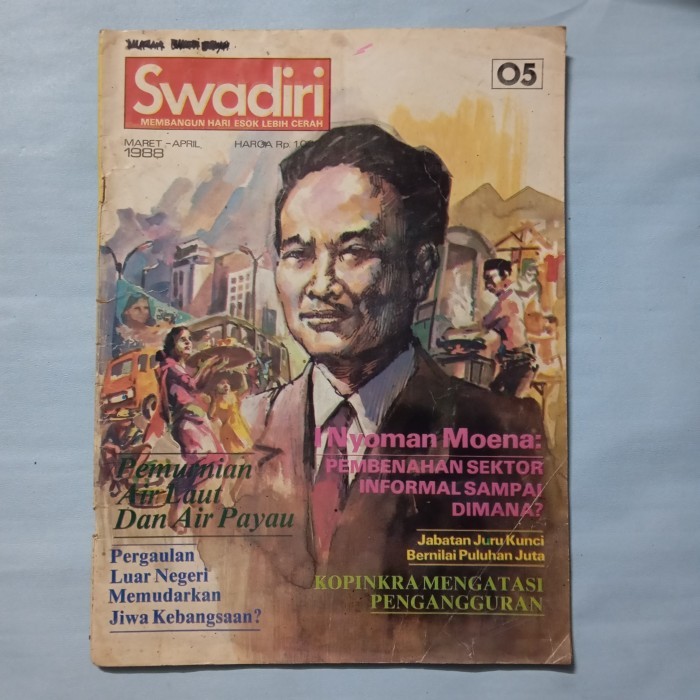 05
Swadiri
MEMBANGUN HARI ESOK LEBIH CERAH
MARET - APRIL, HARGA Rp.
1988
I Nyoman Moena:
PEMBENAHAN SEKTOR
INFORMAL SAMPAI
DIMANA?
Pemurnian
Air Laut
Dan Air Payau
Jabatan Juru Kunci
Bernilai Puluhan Juta
Pergaulan
Luar Negeri
Memudarkan
Jiwa Kebangsaan?
KOPINKRA MENGATASI
PENGANGGURAN